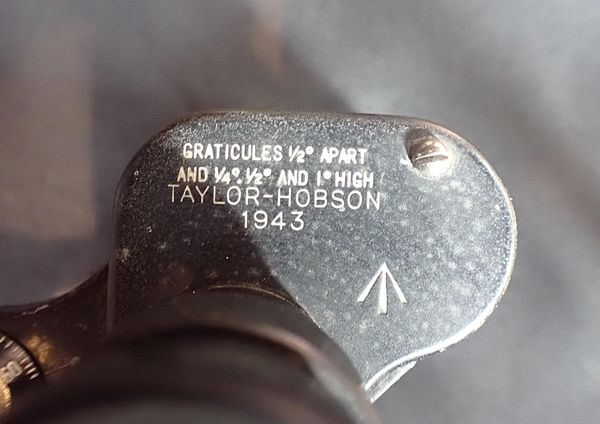 GRATICULES ½° APART
AND ¼°, ½° AND 1° HIGH
TAYLOR-HOBSON
1943